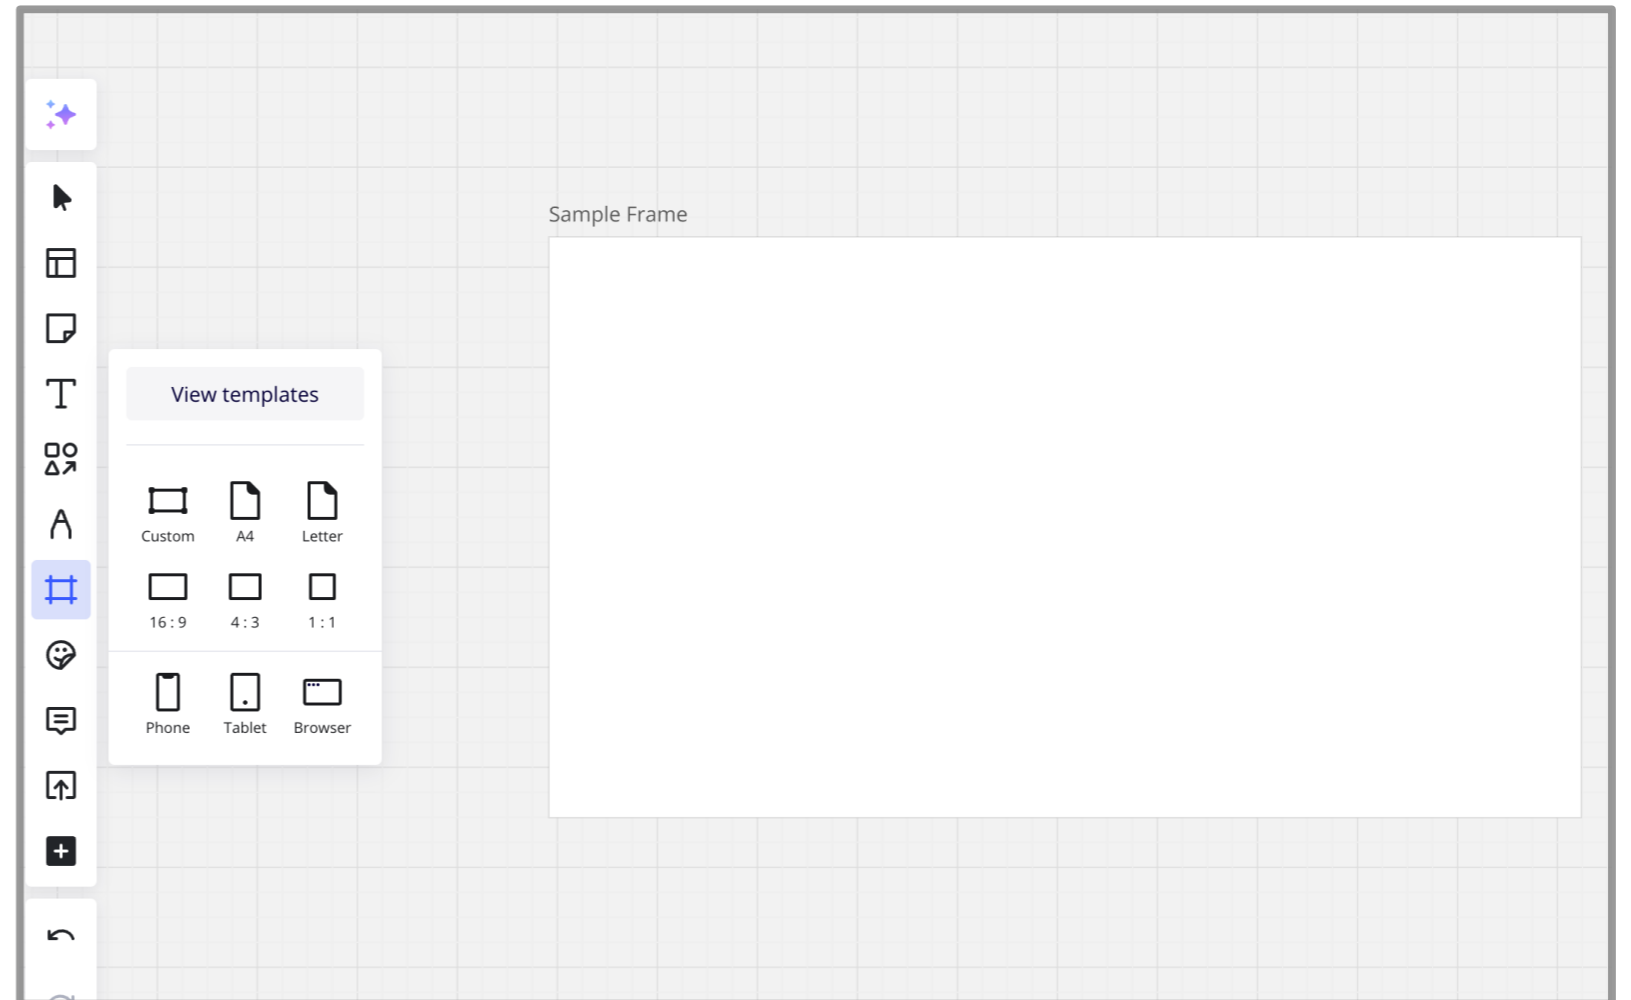 Sample Frame
View templates
Custom A4 Letter
16 : 9 4 : 3 1 : 1
Phone Tablet Browser